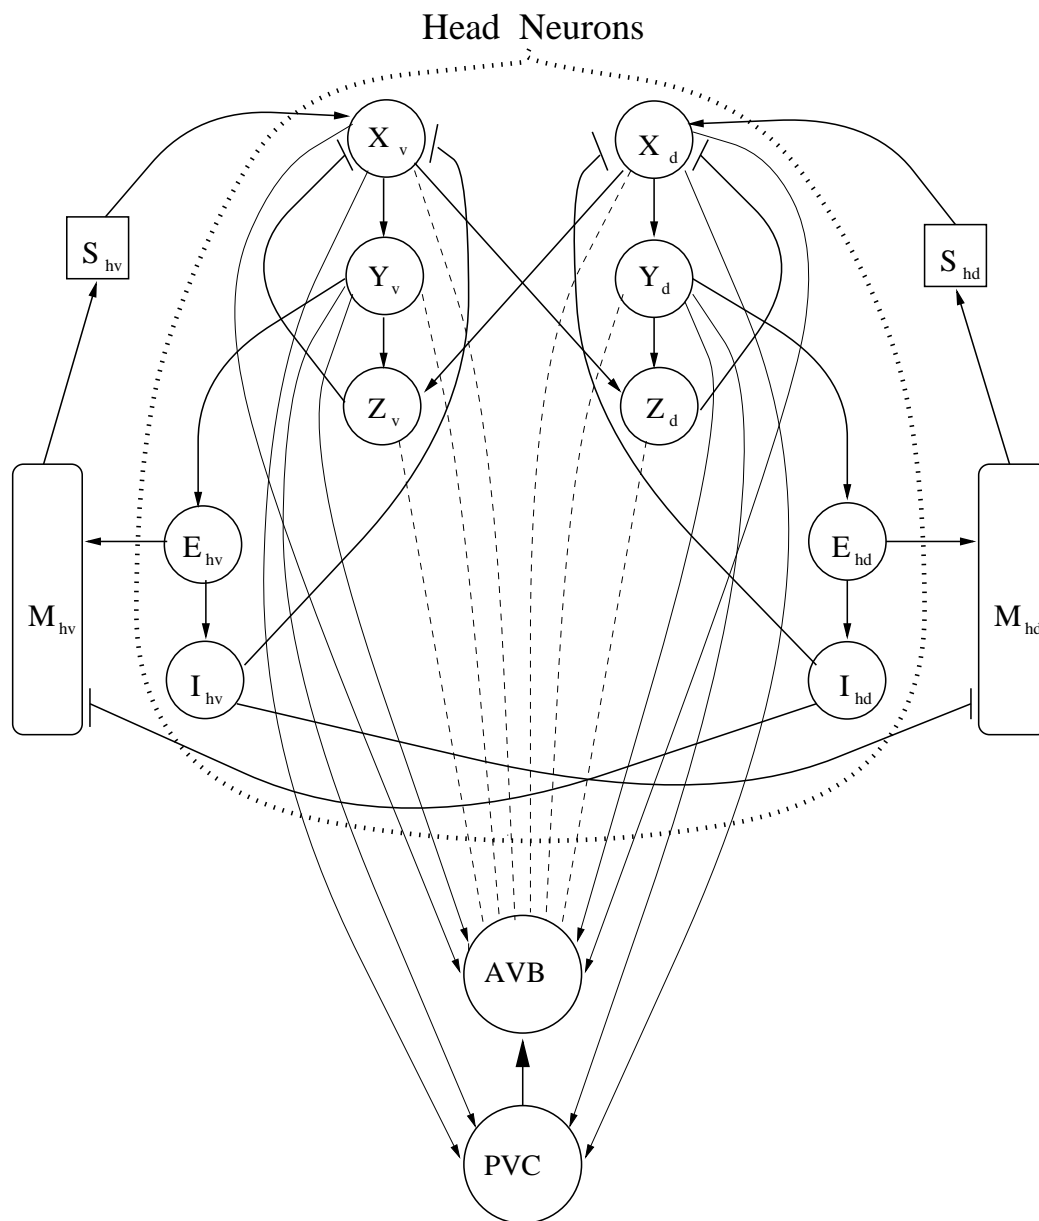 Head Neurons
X v
X d
S hv
Y v
Y d
S hd
Z v
Z d
E hv
E hd
M hv
M hd
I hv
I hd
AVB
PVC